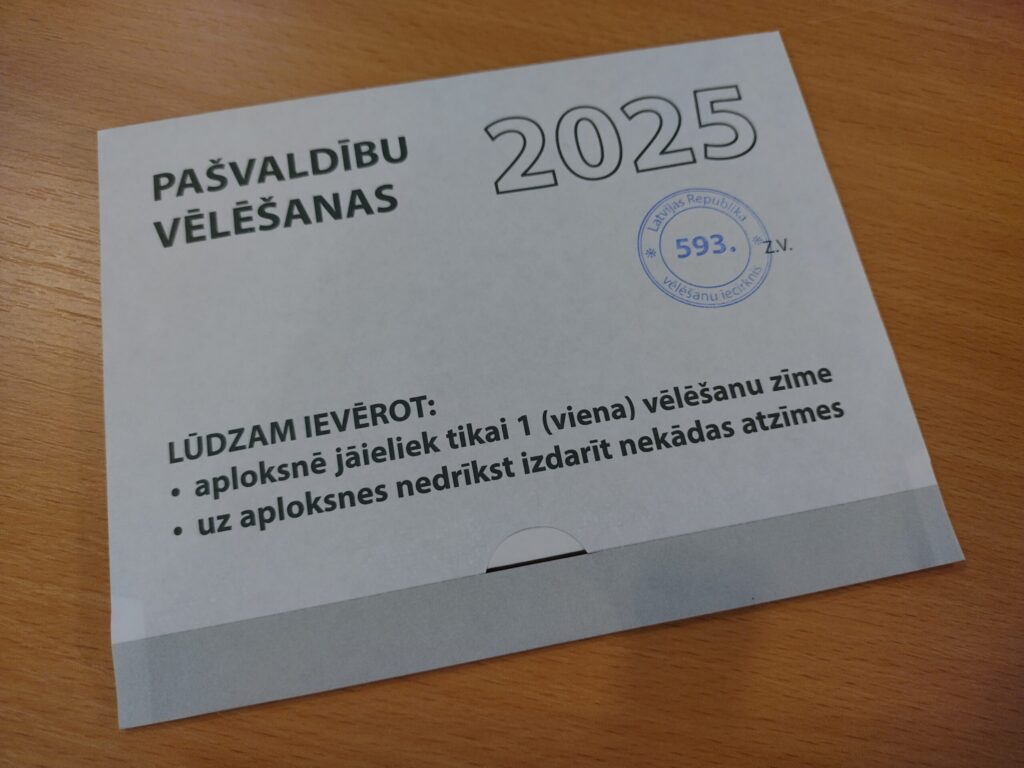 PAŠVALDĪBU
VĒLĒŠANAS
2025
Latvijas Republika
593.
vēlēšanu iecirknis
Z.V.
LŪDZAM IEVĒROT:
• aploksnē jāieliek tikai 1 (viena) vēlēšanu zīme
• uz aploksnes nedrīkst izdarīt nekādas atzīmes